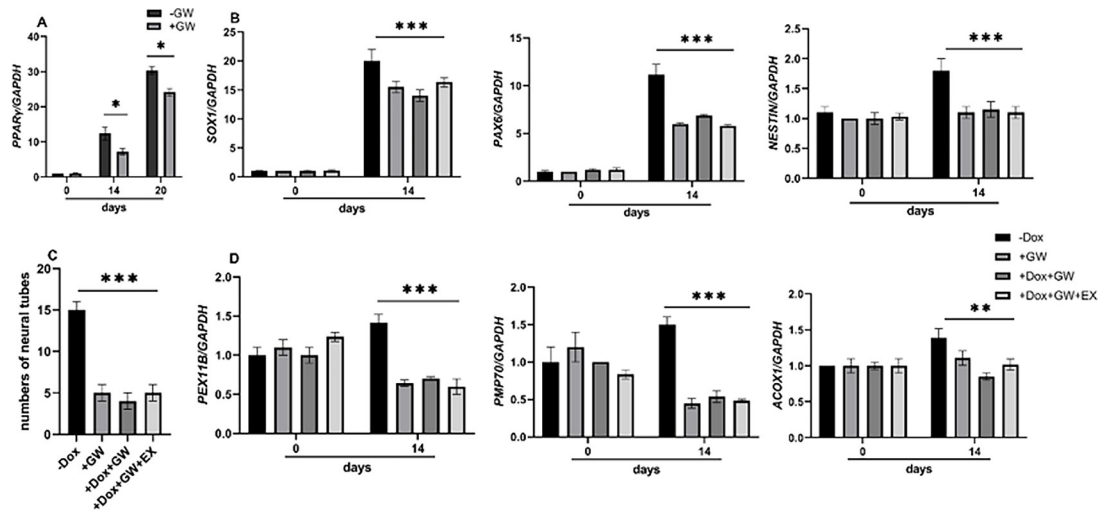 A
-GW
+GW
PPARγ/GAPDH
40
30
20
10
0
*
*
0 14 20
days
B
SOX1/GAPDH
25
20
15
10
5
0
***
0 14
days
PAX6/GAPDH
15
10
5
0
***
0 14
days
NESTIN/GAPDH
2.5
2.0
1.5
1.0
0.5
0.0
***
0 14
days
C
numbers of neural tubes
20
15
10
5
0
***
-Dox
+GW
+Dox+GW
+Dox+GW+EX
D
PEX11B/GAPDH
2.0
1.5
1.0
0.5
0.0
***
0 14
days
PMP70/GAPDH
2.0
1.5
1.0
0.5
0.0
***
0 14
days
-Dox
+GW
+Dox+GW
+Dox+GW+EX
ACOX1/GAPDH
2.0
1.5
1.0
0.5
0.0
**
0 14
days